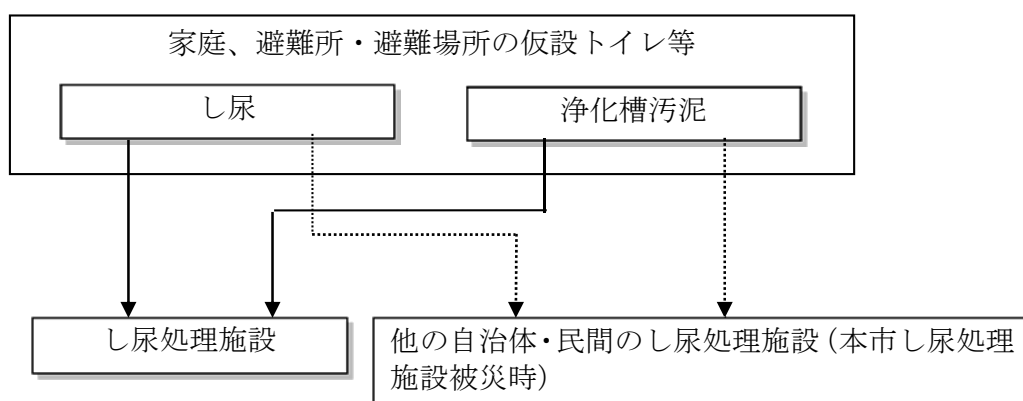 家庭、避難所・避難場所の仮設トイレ等
し尿
浄化槽汚泥
し尿処理施設
他の自治体・民間のし尿処理施設(本市し尿処理
施設被災時)